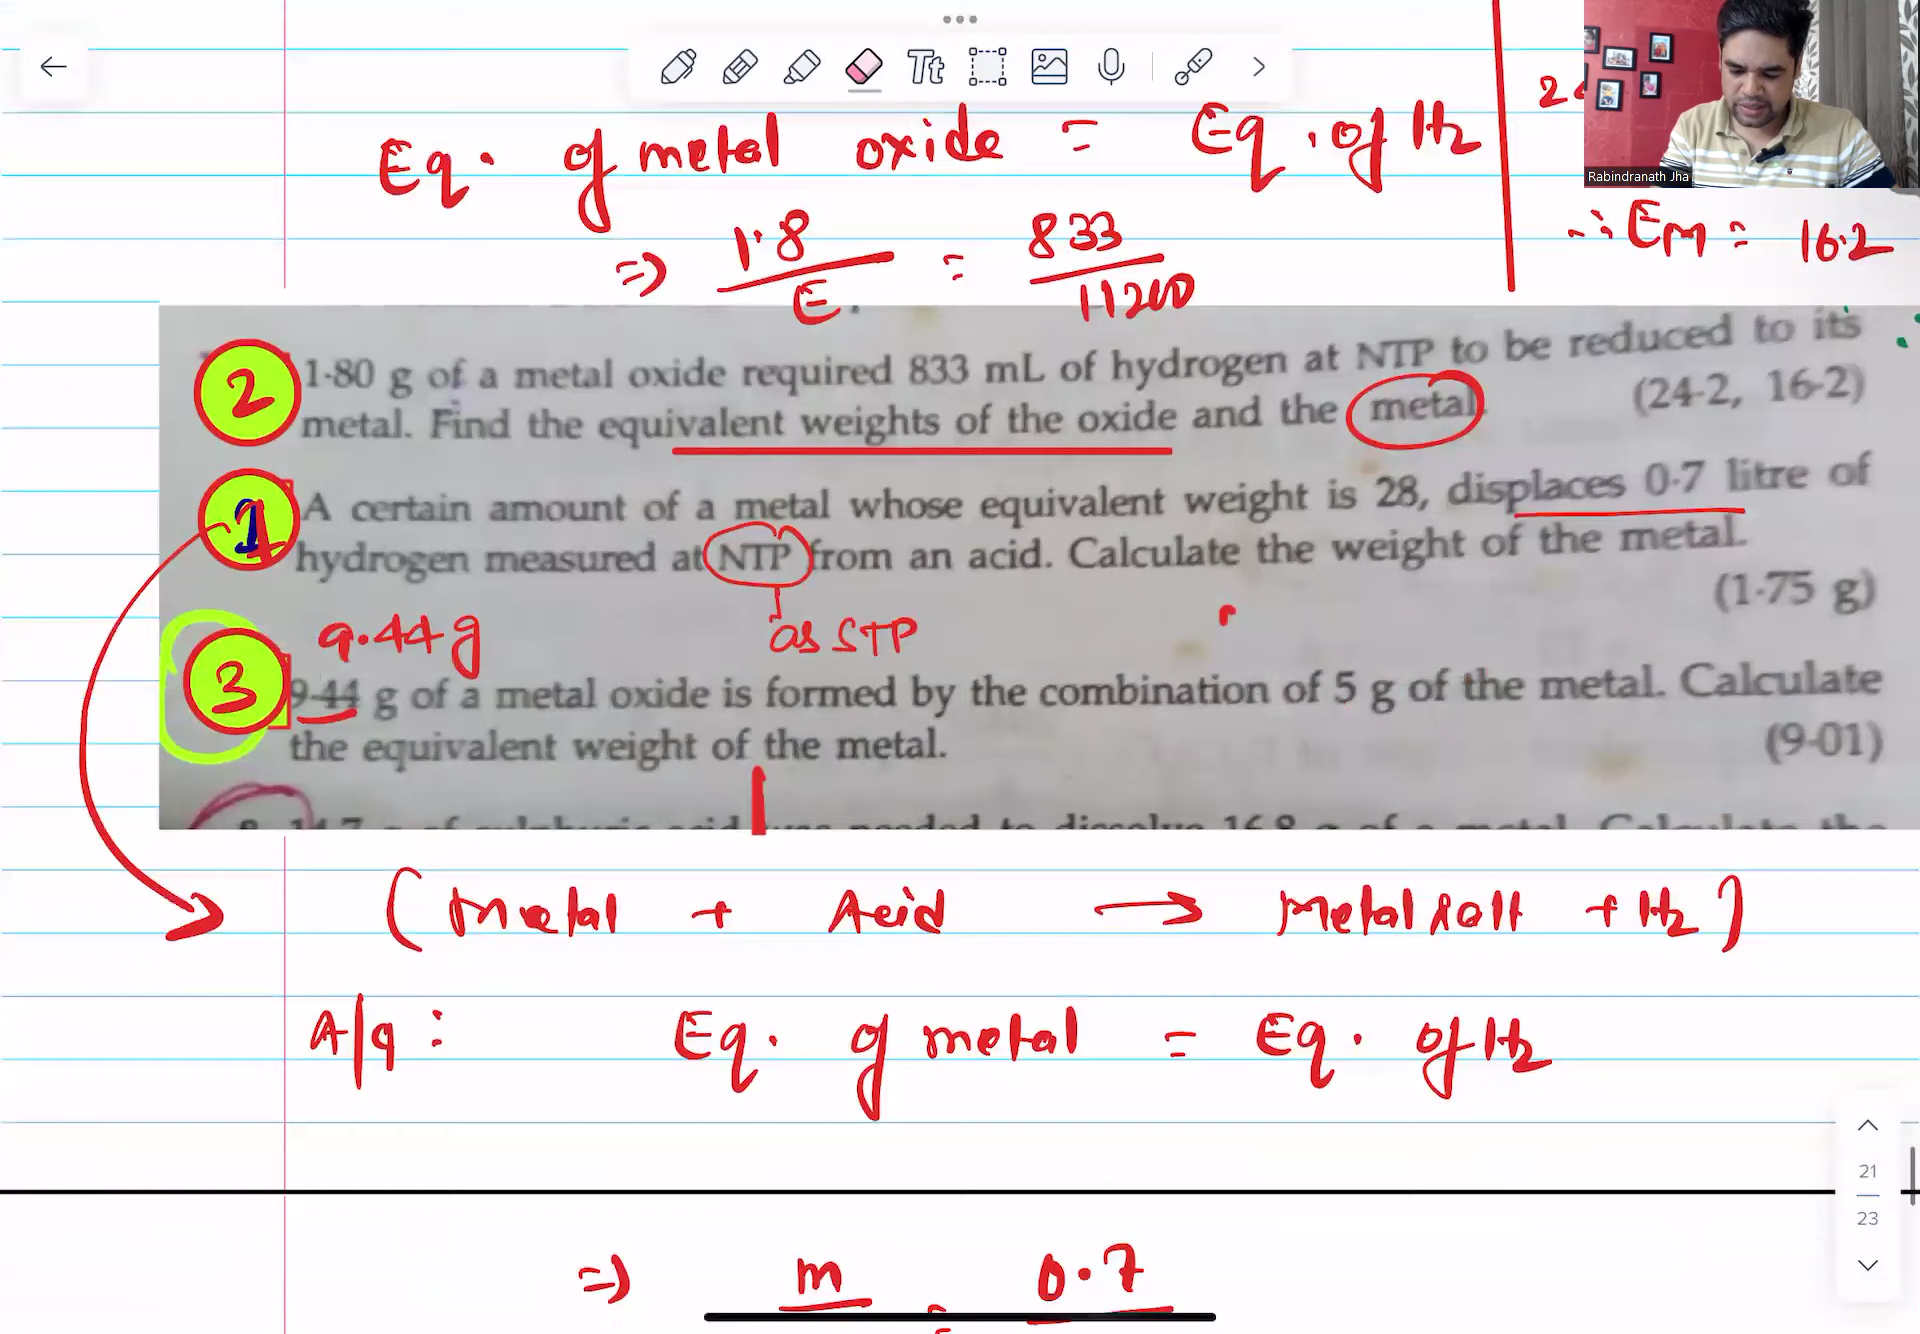 Tt
Eq. of metal oxide = Eq. of H2
Rabindranath Jha
=> 1.8 / E = 833 / 11200
∴ EM = 16.2
2 1·80 g of a metal oxide required 833 mL of hydrogen at NTP to be reduced to its
metal. Find the equivalent weights of the oxide and the metal. (24·2, 16·2)
1 A certain amount of a metal whose equivalent weight is 28, displaces 0·7 litre of
hydrogen measured at NTP from an acid. Calculate the weight of the metal.
(1·75 g)
9.44g as STP
3 9·44 g of a metal oxide is formed by the combination of 5 g of the metal. Calculate
the equivalent weight of the metal. (9·01)
(Metal + Acid → Metal salt + H2)
A/q: Eq. of metal = Eq. of H2
21
23
=> m = 0.7